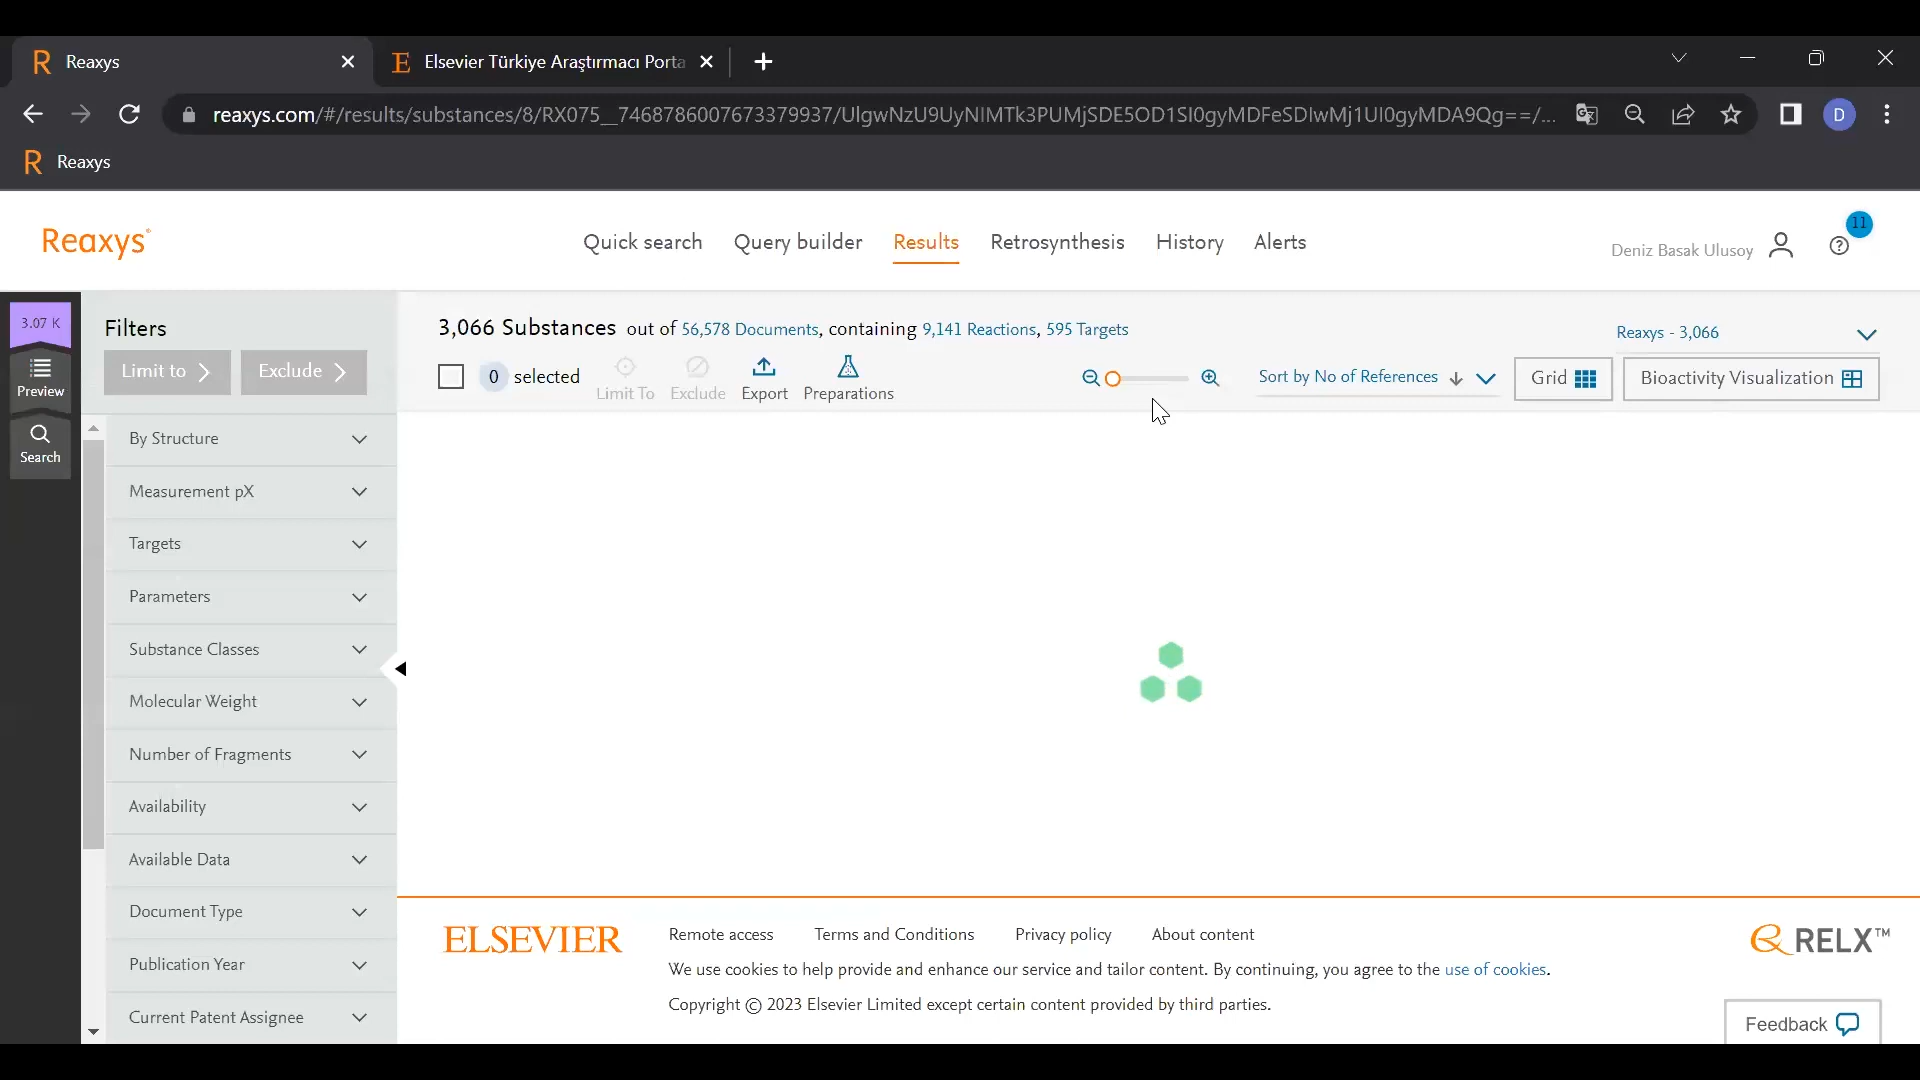 Reaxys
Elsevier Türkiye Araştırmacı Porta
reaxys.com/#/results/substances/8/RX075__7468786007673379937/UlgwNzU9UyNIMTk3PUMjSDE5OD1SI0gyMDFeSDIwMj1UI0gyMDA9Qg==/...
D
Reaxys
Reaxys
Quick search
Query builder
Results
Retrosynthesis
History
Alerts
Deniz Basak Ulusoy
11
3.07 K
Preview
Search
Filters
Limit to
Exclude
By Structure
Measurement pX
Targets
Parameters
Substance Classes
Molecular Weight
Number of Fragments
Availability
Available Data
Document Type
Publication Year
Current Patent Assignee
3,066 Substances out of 56,578 Documents, containing 9,141 Reactions, 595 Targets
Reaxys - 3,066
0 selected
Limit To
Exclude
Export
Preparations
Sort by No of References
Grid
Bioactivity Visualization
ELSEVIER
Remote access
Terms and Conditions
Privacy policy
About content
We use cookies to help provide and enhance our service and tailor content. By continuing, you agree to the use of cookies.
Copyright © 2023 Elsevier Limited except certain content provided by third parties.
RELX™
Feedback